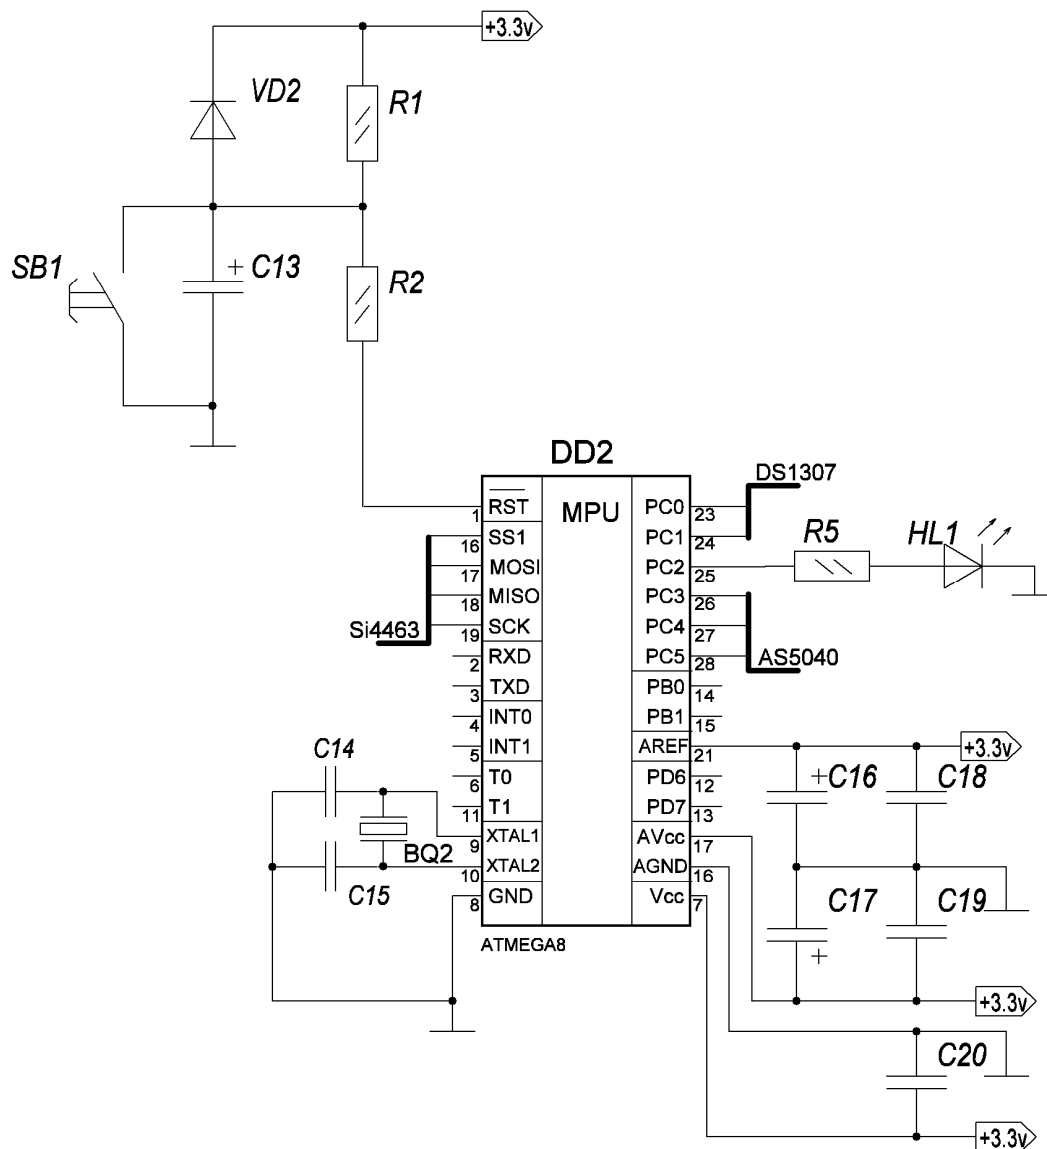 +3.3v
VD2
R1
SB1
+ C13
R2
DD2
MPU
ATMEGA8
RST
1
SS1
16
MOSI
17
MISO
18
SCK
19
RXD
2
TXD
3
INT0
4
INT1
5
T0
6
T1
11
XTAL1
9
XTAL2
10
GND
8
PC0
23
PC1
24
PC2
25
PC3
26
PC4
27
PC5
28
PB0
14
PB1
15
AREF
21
PD6
12
PD7
13
AVcc
17
AGND
16
Vcc
7
DS1307
R5
HL1
Si4463
AS5040
C14
BQ2
C15
+3.3v
+ C16
C18
C17
+
C19
+3.3v
C20
+3.3v